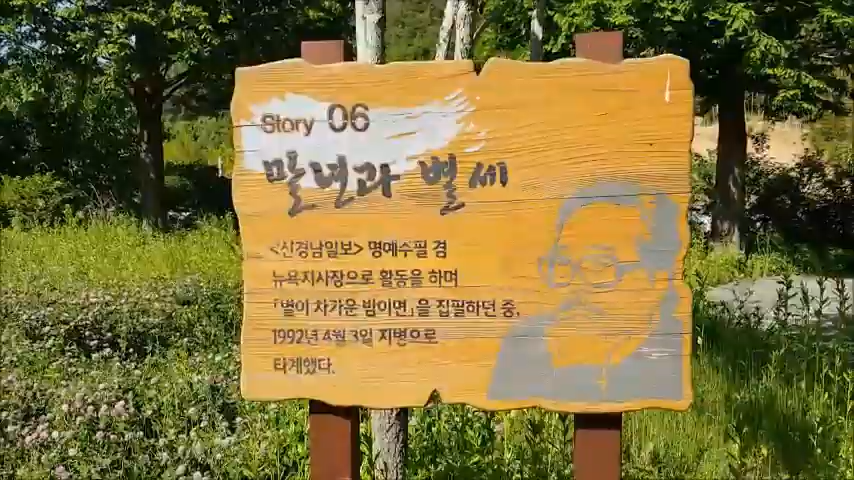 Story 06
말년과 별세
<신경남일보> 명예수필 겸
뉴욕지사장으로 활동을 하며
「별이 차가운 밤이면」을 집필하던 중,
1992년 4월 3일 지병으로
타계했다.